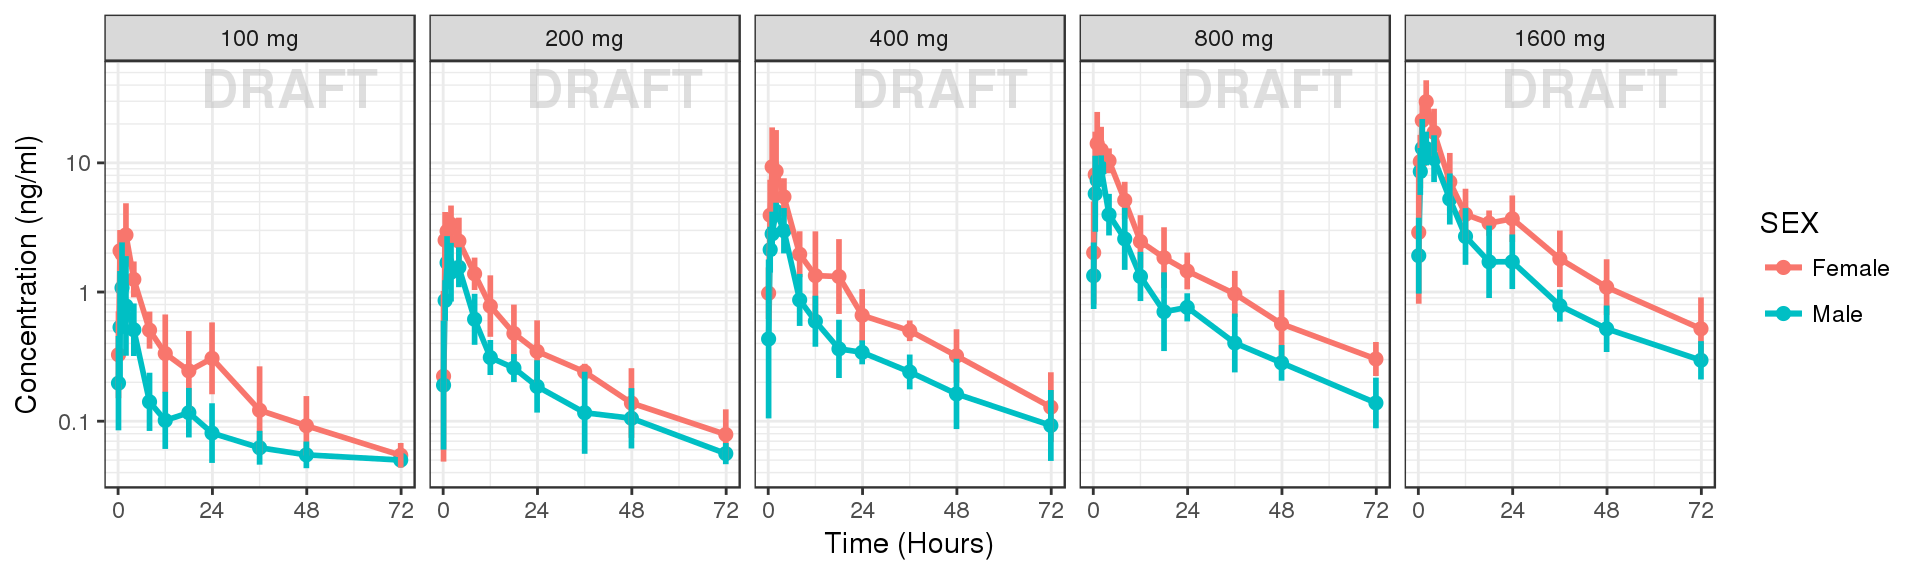 100 mg 200 mg 400 mg 800 mg 1600 mg
DRAFT DRAFT DRAFT DRAFT DRAFT
Concentration (ng/ml)
10
1
0.1
0 24 48 72 0 24 48 72 0 24 48 72 0 24 48 72 0 24 48 72
Time (Hours)
SEX
Female
Male